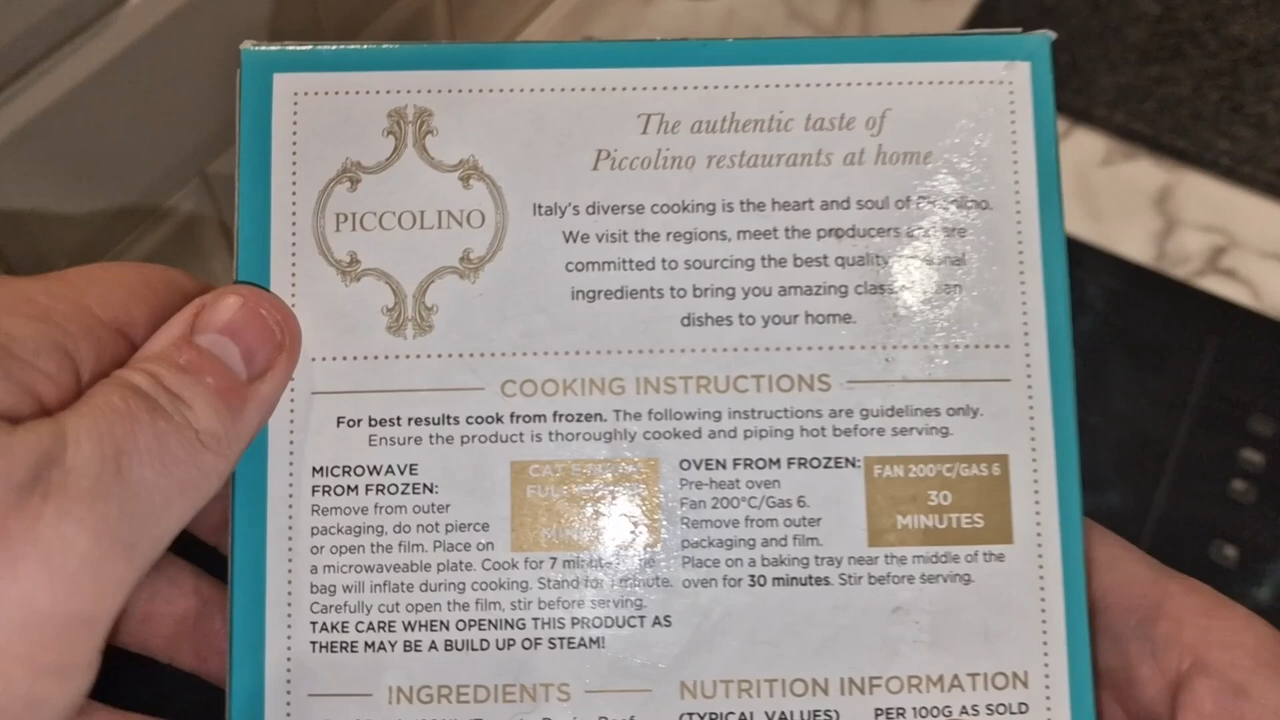 PICCOLINO
The authentic taste of
Piccolino restaurants at home
Italy's diverse cooking is the heart and soul of
We visit the regions, meet the producers
committed to sourcing the best quality
ingredients to bring you amazing
dishes to your home.
COOKING INSTRUCTIONS
For best results cook from frozen. The following instructions are guidelines only.
Ensure the product is thoroughly cooked and piping hot before serving.
MICROWAVE
FROM FROZEN:
Remove from outer
packaging, do not pierce
or open the film. Place on
a microwaveable plate. Cook for 7
bag will inflate during cooking. Stand for minute.
Carefully cut open the film, stir before serving.
TAKE CARE WHEN OPENING THIS PRODUCT AS
THERE MAY BE A BUILD UP OF STEAM!
CAT E
OVEN FROM FROZEN:
Pre-heat oven
Fan 200°C/Gas 6.
Remove from outer
packaging and film.
Place on a baking tray near the middle of the
oven for 30 minutes. Stir before serving.
FAN 200°C/GAS 6
30
MINUTES
INGREDIENTS
NUTRITION INFORMATION
(TYPICAL VALUES) PER 100G AS SOLD